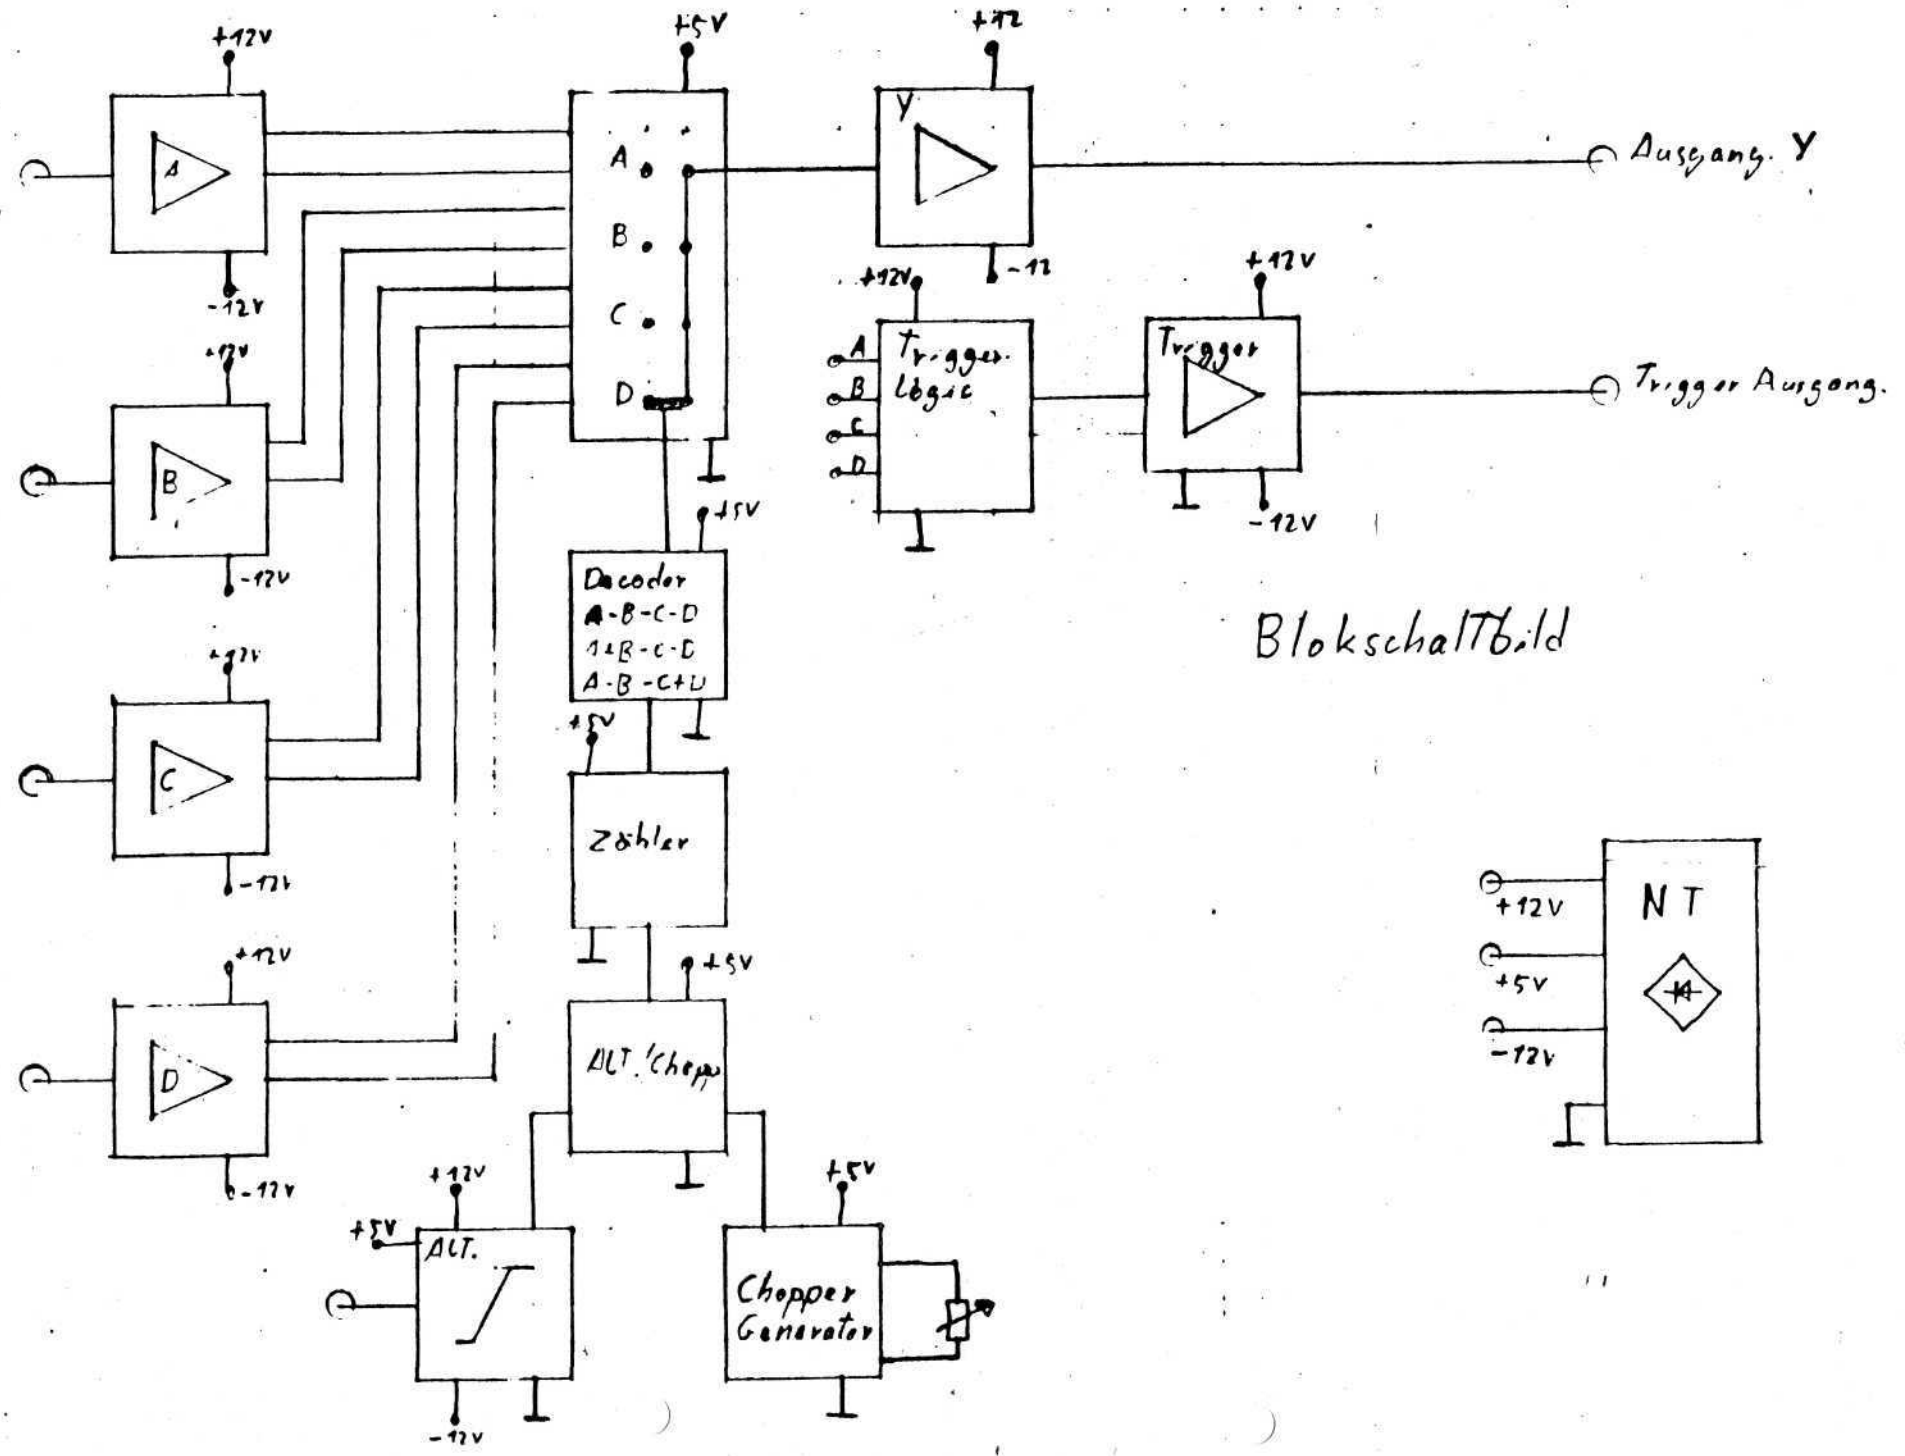 +12V
+5V
+12
A
-12V
A
B
C
D
Y
-12
Ausgang. Y
+12V
A
B
C
D
Trigger
Logic
+12V
Trigger
-12V
Trigger Ausgang.
+12V
B
-12V
+5V
Decoder
A-B-C-D
A-B-C+D
Blokschaltbild
+12V
C
-12V
+5V
Zähler
NT
+12V
+5V
-12V
+12V
D
-12V
+5V
ALT./Chopp
+12V
+5V
ALT.
-12V
+5V
Chopper
Generator